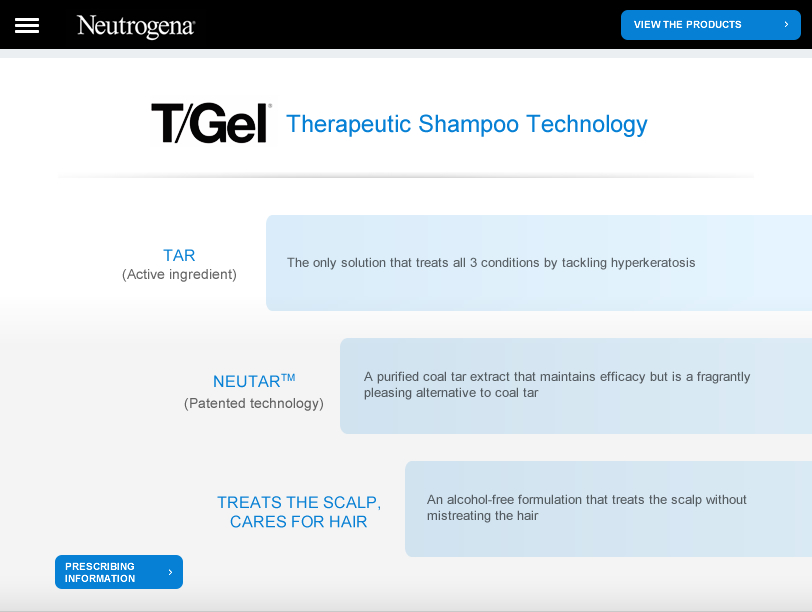 Neutrogena®
VIEW THE PRODUCTS
T/Gel® Therapeutic Shampoo Technology
TAR
(Active ingredient)
The only solution that treats all 3 conditions by tackling hyperkeratosis
NEUTAR™
(Patented technology)
A purified coal tar extract that maintains efficacy but is a fragrantly
pleasing alternative to coal tar
TREATS THE SCALP,
CARES FOR HAIR
An alcohol-free formulation that treats the scalp without
mistreating the hair
PRESCRIBING
INFORMATION